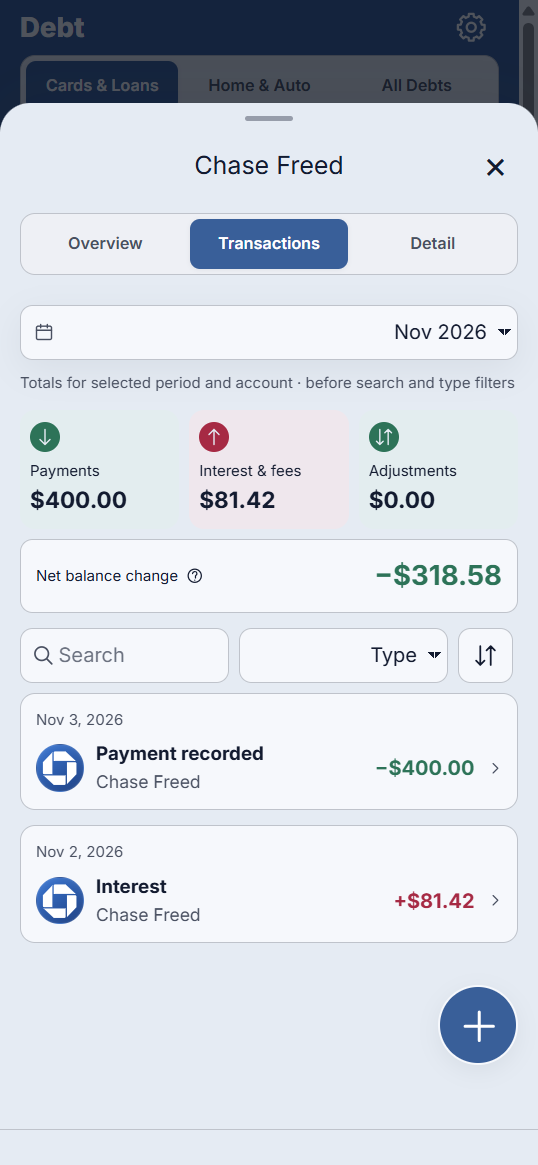 Debt
Cards & Loans
Home & Auto
All Debts
Chase Freed
Overview
Transactions
Detail
Nov 2026
Totals for selected period and account · before search and type filters
Payments
$400.00
Interest & fees
$81.42
Adjustments
$0.00
Net balance change
−$318.58
Search
Type
Nov 3, 2026
Payment recorded
Chase Freed
−$400.00
Nov 2, 2026
Interest
Chase Freed
+$81.42